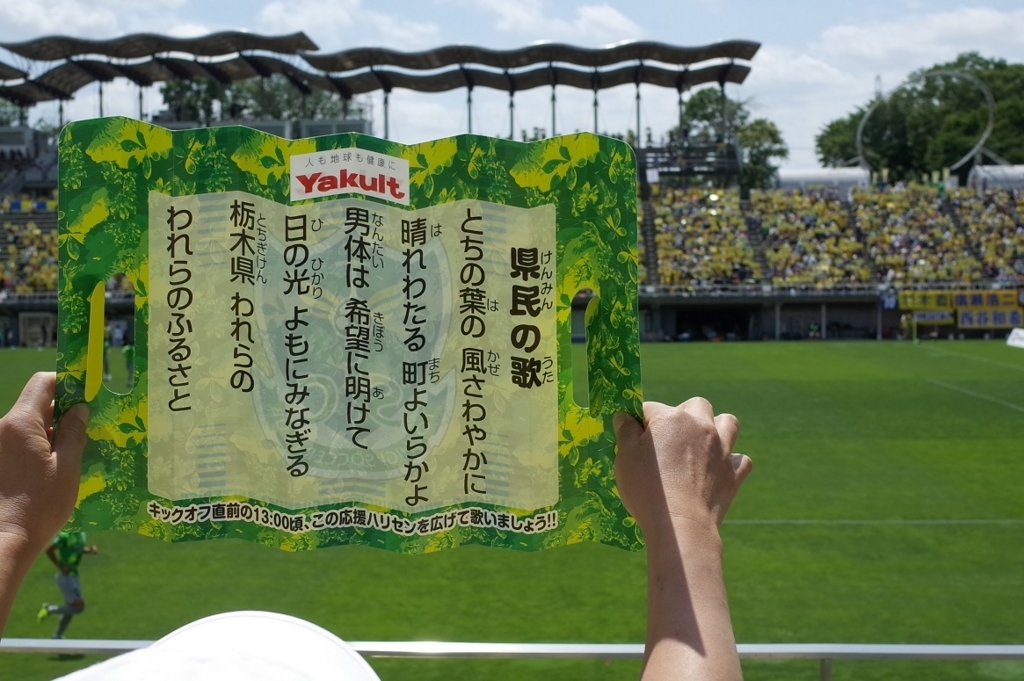 人も地球も健康に
Yakult
県民の歌
とちの葉の 風さわやかに
晴れわたる 町よいらかよ
男体は 希望に明けて
日の光 よもにみなぎる
栃木県 われらの
われらのふるさと
キックオフ直前の13:00頃、この応援ハリセンを広げて歌いましょう!!
西谷和希